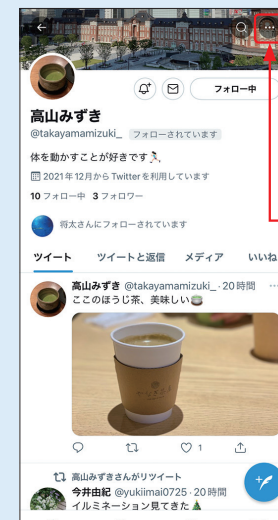 フォロー中
高山みずき
@takayamamizuki_ フォローされています
体を動かすことが好きです
2021年12月からTwitterを利用しています
10 フォロー中 3 フォロワー
将太さんにフォローされています
ツイート ツイートと返信 メディア いいね
高山みずき @takayamamizuki_・20時間
ここのほうじ茶、美味しい
1
高山みずきさんがリツイート
今井由紀 @yukiimai0725・20時間
イルミネーション見てきた